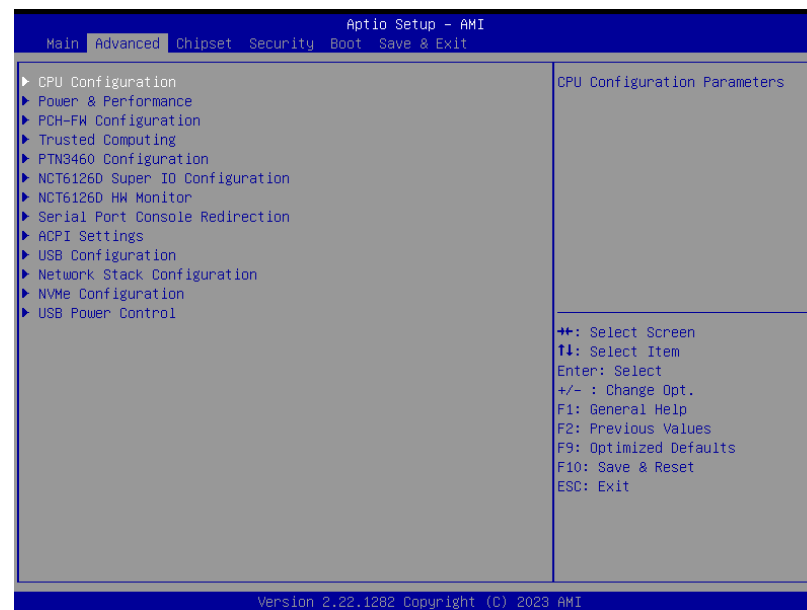 Aptio Setup – AMI
Main Advanced Chipset Security Boot Save & Exit
CPU Configuration
Power & Performance
PCH-FW Configuration
Trusted Computing
PTN3460 Configuration
NCT6126D Super IO Configuration
NCT6126D HW Monitor
Serial Port Console Redirection
ACPI Settings
USB Configuration
Network Stack Configuration
NVMe Configuration
USB Power Control
CPU Configuration Parameters
→←: Select Screen
↑↓: Select Item
Enter: Select
+/- : Change Opt.
F1: General Help
F2: Previous Values
F9: Optimized Defaults
F10: Save & Reset
ESC: Exit
Version 2.22.1282 Copyright (C) 2023 AMI